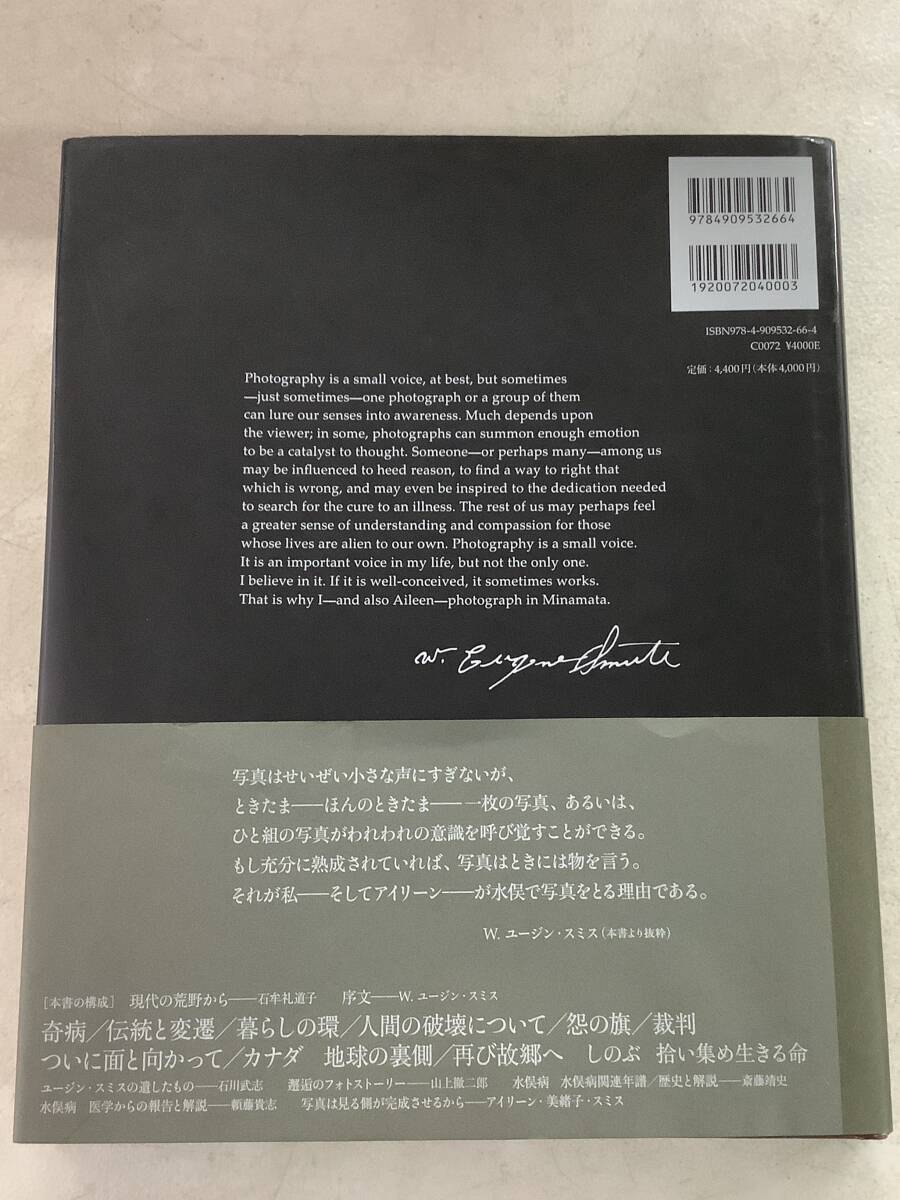 9784909532664
1920072040003
ISBN978-4-909532-66-4
C0072 ¥4000E
定価：4,400円（本体4,000円）
Photography is a small voice, at best, but sometimes
—just sometimes—one photograph or a group of them
can lure our senses into awareness. Much depends upon
the viewer; in some, photographs can summon enough emotion
to be a catalyst to thought. Someone—or perhaps many—among us
may be influenced to heed reason, to find a way to right that
which is wrong, and may even be inspired to the dedication needed
to search for the cure to an illness. The rest of us may perhaps feel
a greater sense of understanding and compassion for those
whose lives are alien to our own. Photography is a small voice.
It is an important voice in my life, but not the only one.
I believe in it. If it is well-conceived, it sometimes works.
That is why I—and also Aileen—photograph in Minamata.
W. Eugene Smith
写真はせいぜい小さな声にすぎないが、
ときたま——ほんのときたま——一枚の写真、あるいは、
ひと組の写真がわれわれの意識を呼び覚すことができる。
もし充分に熟成されていれば、写真はときには物を言う。
それが私——そしてアイリーン——が水俣で写真をとる理由である。
W. ユージン・スミス（本書より抜粋）
［本書の構成］ 現代の荒野から——石牟礼道子 序文——W. ユージン・スミス
奇病／伝統と変遷／暮らしの環／人間の破壊について／怨の旗／裁判
ついに面と向かって／カナダ 地球の裏側／再び故郷へ しのぶ 拾い集め生きる命
ユージン・スミスの遺したもの——石川武志 邂逅のフォトストーリー——山上徹二郎 水俣病 水俣病関連年譜／歴史と解説——斎藤靖史
水俣病 医学からの報告と解説——頼藤貴志 写真は見る側が完成させるから——アイリーン・美緒子・スミス